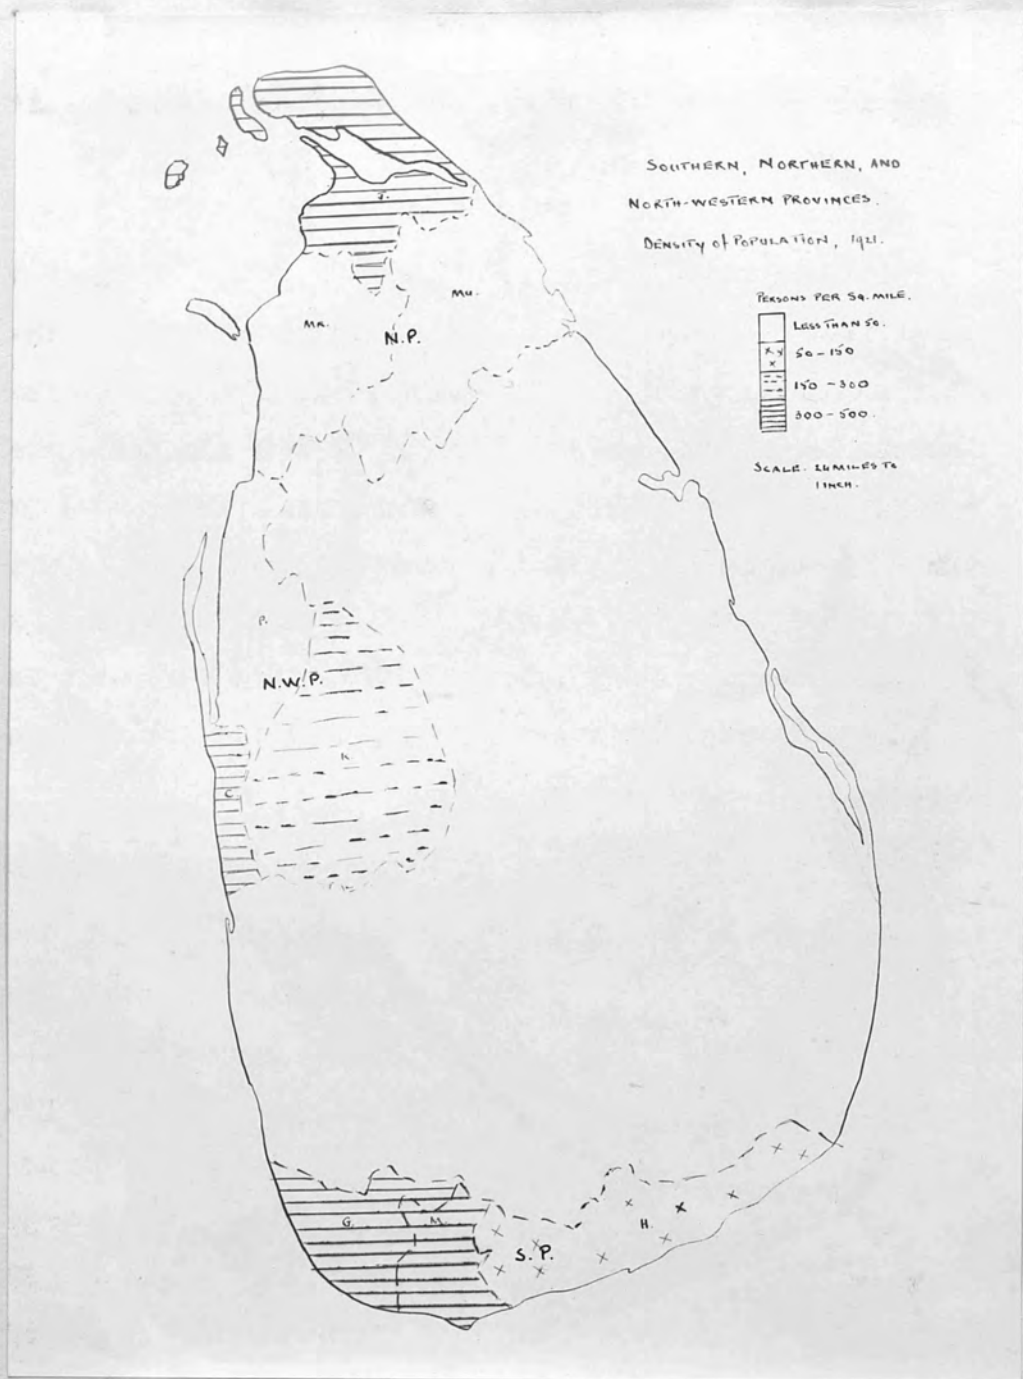 SOUTHERN, NORTHERN, AND
NORTH-WESTERN PROVINCES.
DENSITY of POPULATION, 1921.
PERSONS PER SQ. MILE.
LESS THAN 50.
50-150
150-300
300-500.
SCALE. 24 MILES TO
1 INCH.
J.
MU.
MR.
N.P.
P.
N.W.P.
K
C
G.
M.
H.
S.P.